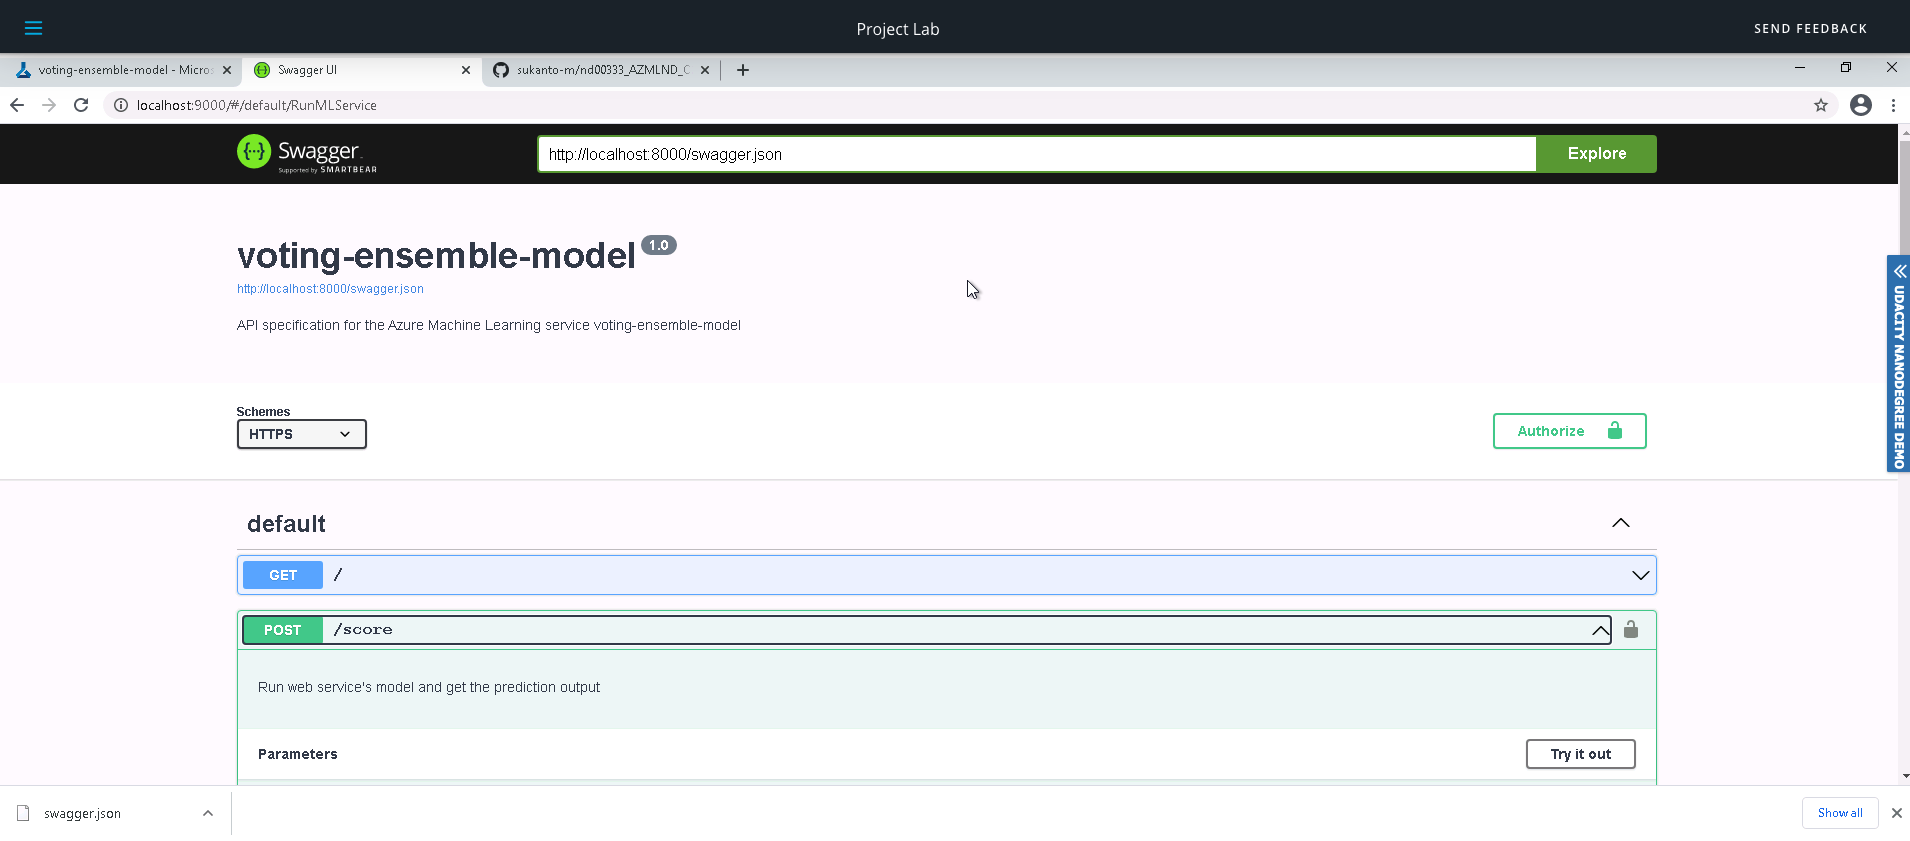 Project Lab
SEND FEEDBACK
voting-ensemble-model - Micros
Swagger UI
sukanto-m/nd00333_AZMLND_C
localhost:9000/#/default/RunMLService
Swagger
Supported by SMARTBEAR
http://localhost:8000/swagger.json
Explore
voting-ensemble-model 1.0
http://localhost:8000/swagger.json
API specification for the Azure Machine Learning service voting-ensemble-model
UDACITY NANODEGREE DEMO
Schemes
HTTPS
Authorize
default
GET /
POST /score
Run web service's model and get the prediction output
Parameters
Try it out
swagger.json
Show all